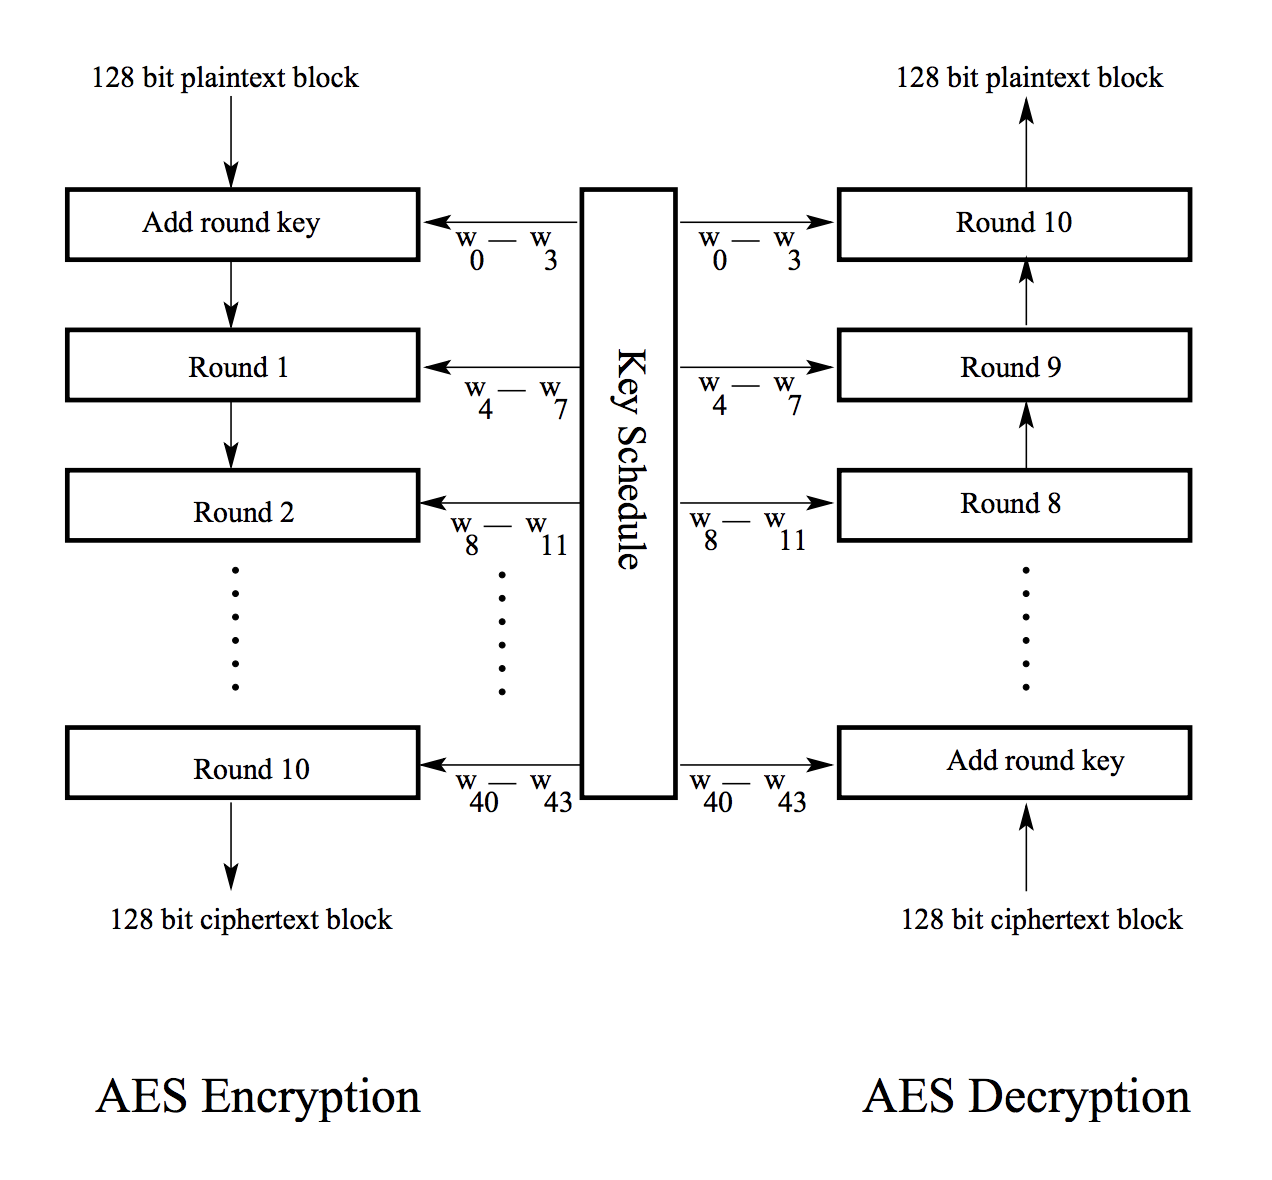 128 bit plaintext block
128 bit plaintext block
Add round key
w0 — w3
w0 — w3
Round 10
Round 1
w4 — w7
Key Schedule
w4 — w7
Round 9
Round 2
w8 — w11
w8 — w11
Round 8
Round 10
w40 — w43
w40 — w43
Add round key
128 bit ciphertext block
128 bit ciphertext block
AES Encryption
AES Decryption